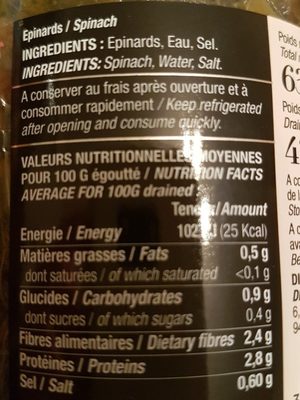 Epinards / Spinach
INGREDIENTS : Epinards, Eau, Sel.
INGREDIENTS: Spinach, Water, Salt.
A conserver au frais après ouverture et à
consommer rapidement / Keep refrigerated
after opening and consume quickly.
VALEURS NUTRITIONNELLES MOYENNES
POUR 100 G égoutté / NUTRITION FACTS
AVERAGE FOR 100G drained :
/Amount
Energie / Energy (25 Kcal)
Matières grasses / Fats 0,5 g
dont saturées / of which saturated <0,1 g
Glucides / Carbohydrates 0,9 g
dont sucres / of which sugars 0.4 g
Fibres alimentaires / Dietary fibres 2,4 g
Protéines / Proteins 2,8 g
Sel / Salt 0,60 g
Poids
Total
Poids